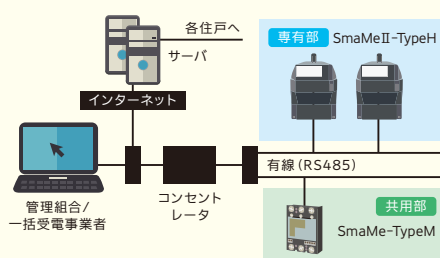 各住戸へ
サーバ
インターネット
専有部 SmaMeⅡ-TypeH
有線(RS485)
コンセント
レータ
管理組合/
一括受電事業者
共用部
SmaMe-TypeM